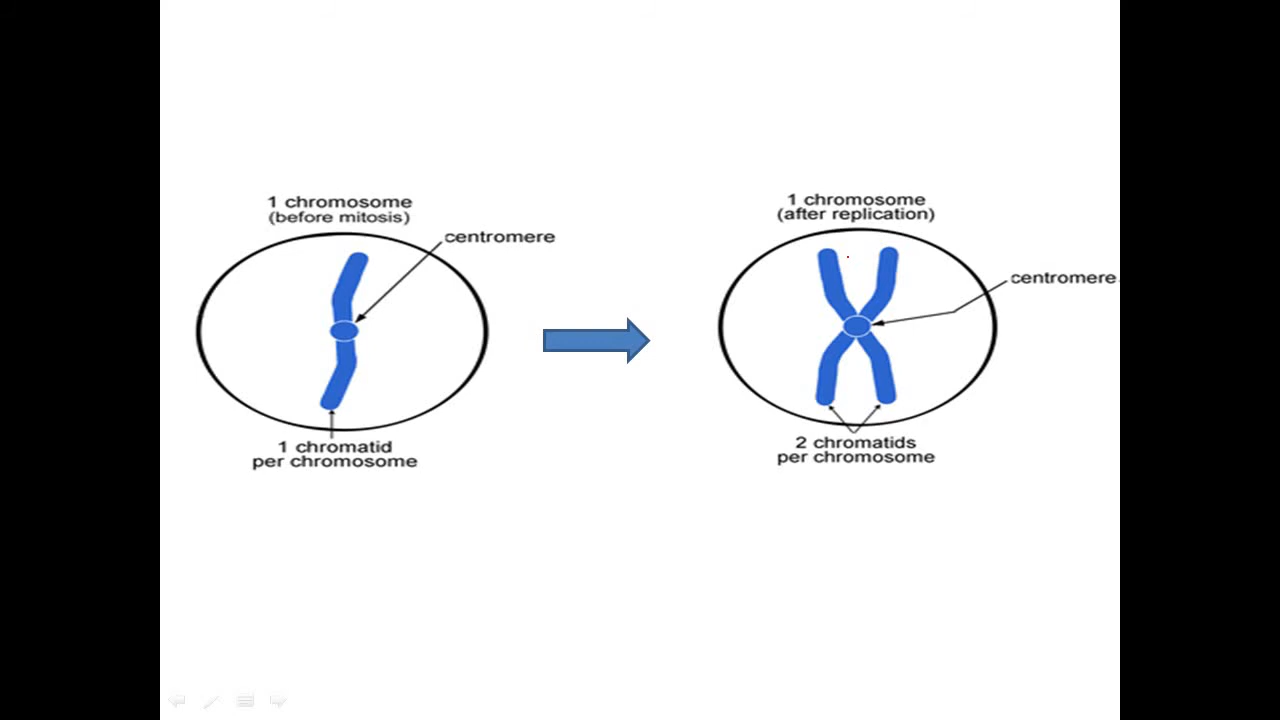 1 chromosome
(before mitosis)
centromere
1 chromatid
per chromosome
1 chromosome
(after replication)
centromere
2 chromatids
per chromosome